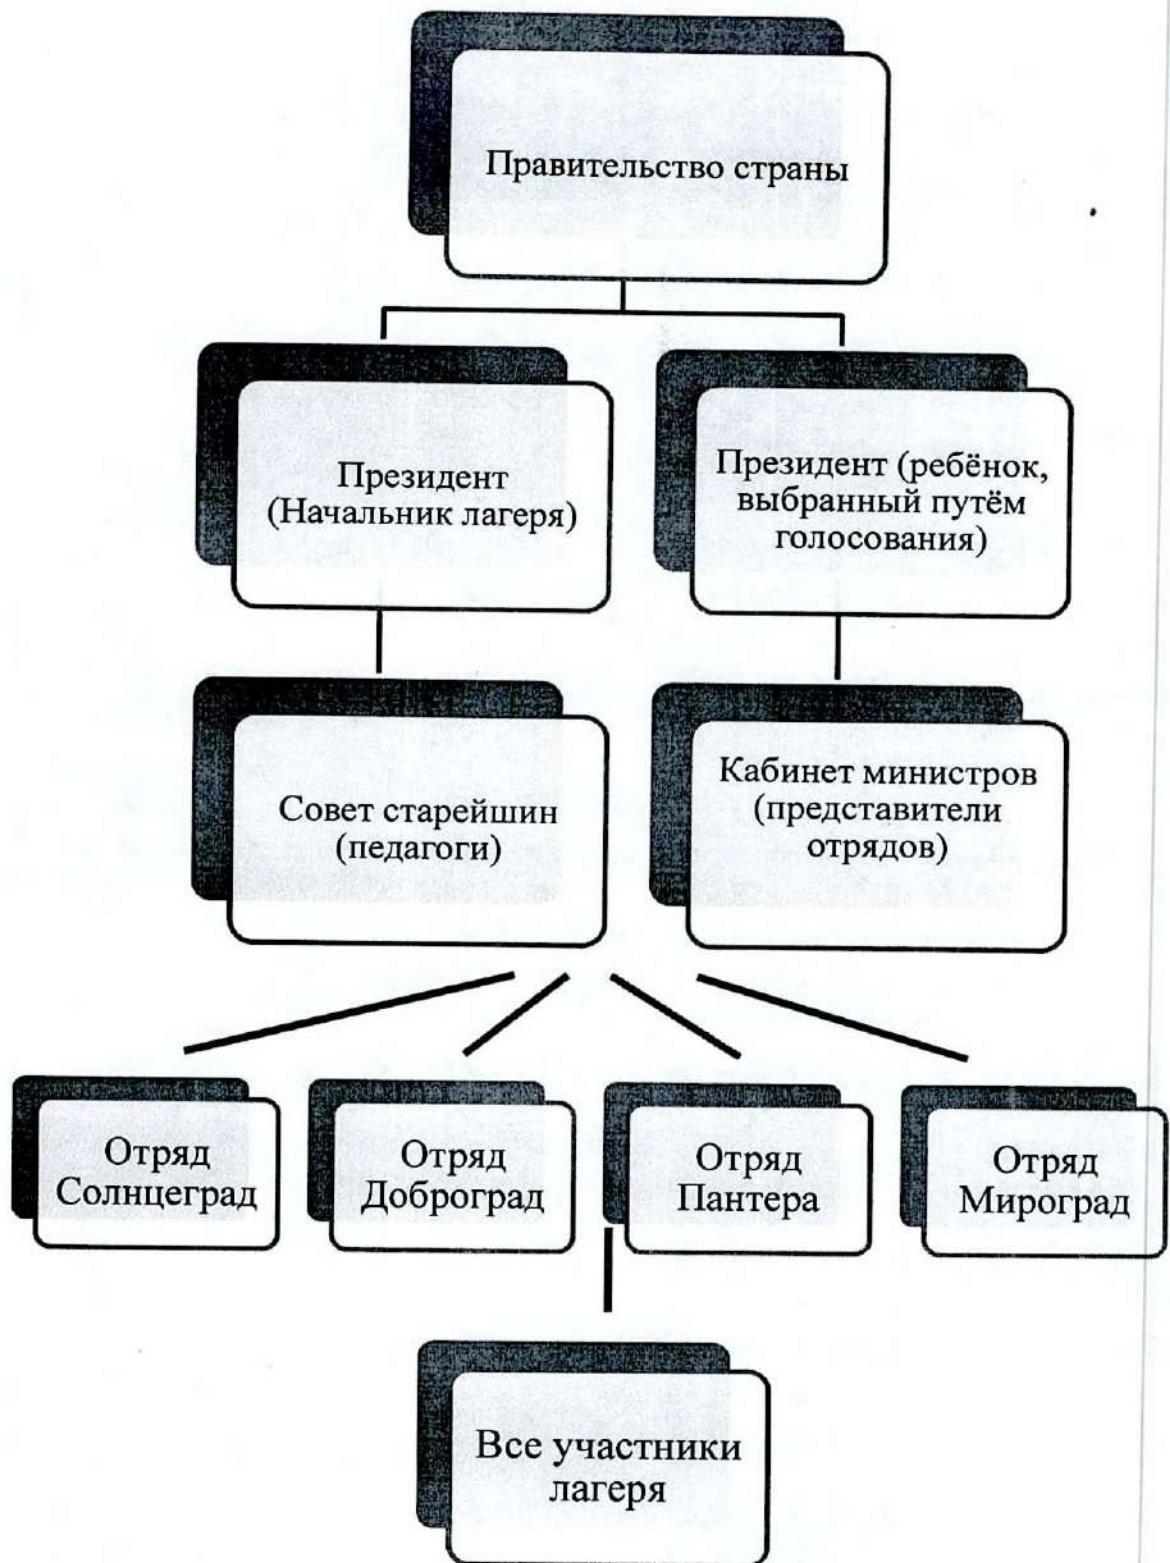 Правительство страны
Президент
(Начальник лагеря)
Президент (ребёнок,
выбранный путём
голосования)
Совет старейшин
(педагоги)
Кабинет министров
(представители
отрядов)
Отряд
Солнцеград
Отряд
Доброград
Отряд
Пантера
Отряд
Мироград
Все участники
лагеря